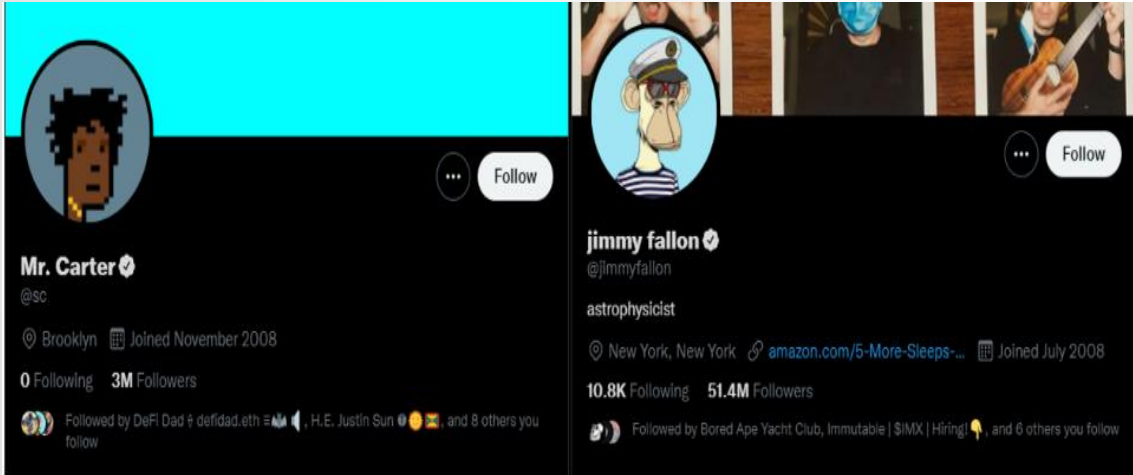 Follow
Mr. Carter
@sc
Brooklyn Joined November 2008
0 Following 3M Followers
Followed by DeFi Dad defidad.eth, H.E. Justin Sun, and 8 others you
follow
Follow
jimmy fallon
@jimmyfallon
astrophysicist
New York, New York amazon.com/5-More-Sleeps-... Joined July 2008
10.8K Following 51.4M Followers
Followed by Bored Ape Yacht Club, Immutable | $IMX | Hiring! 👇, and 6 others you follow